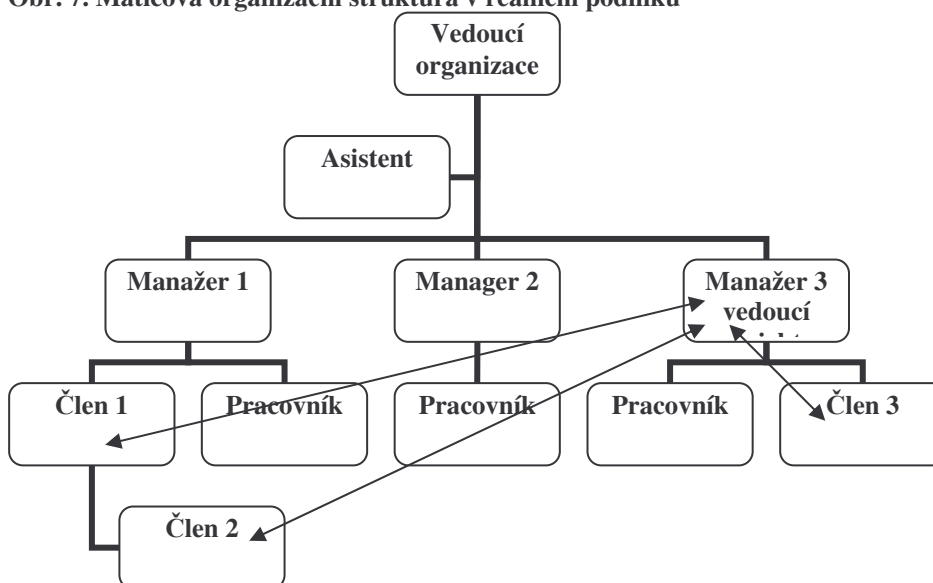 Obr. 7. Maticová organizační struktura v reálném podniku
Vedoucí
organizace
Asistent
Manažer 1
Manager 2
Manažer 3
vedoucí
Člen 1
Pracovník
Pracovník
Pracovník
Člen 3
Člen 2